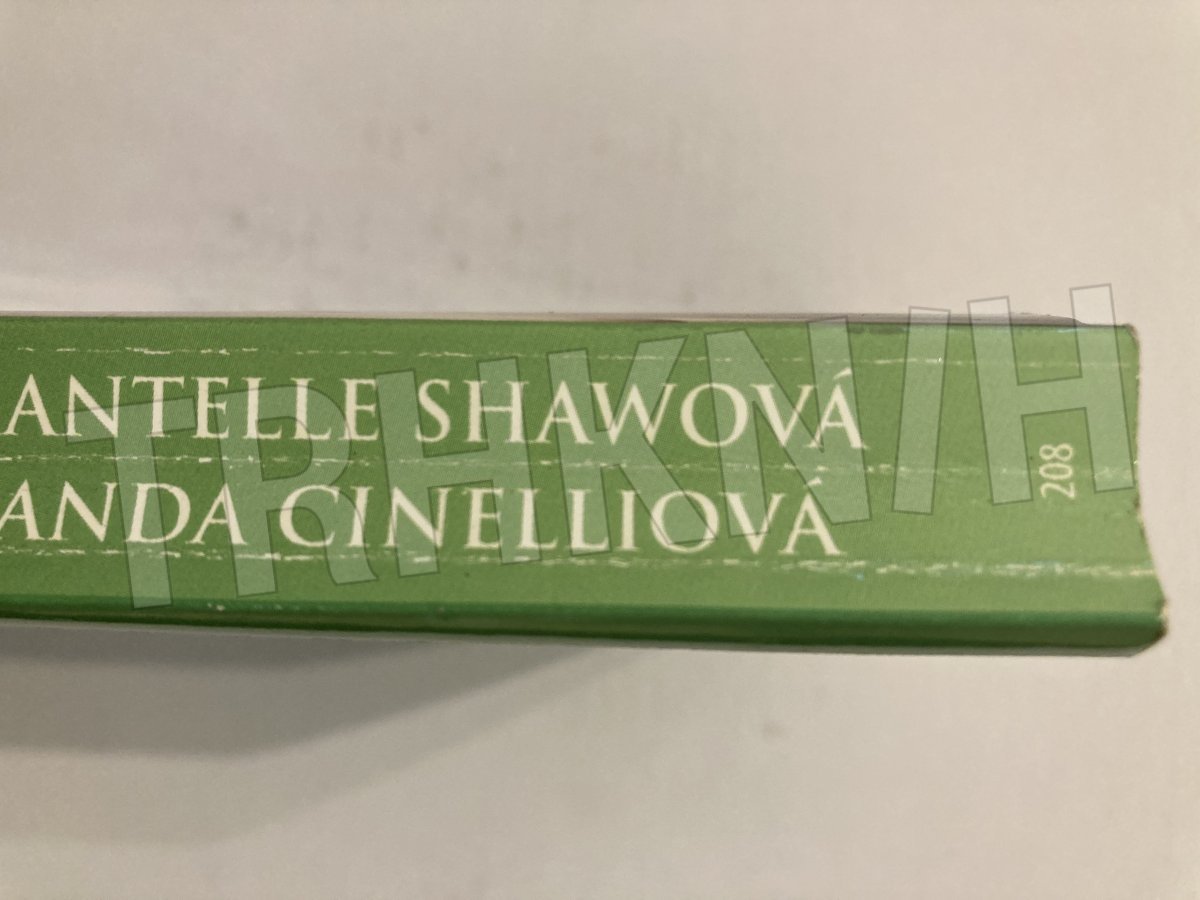 ANTELLE SHAWOVÁ
ANDA CINELLIOVÁ
208
TRHKNIH